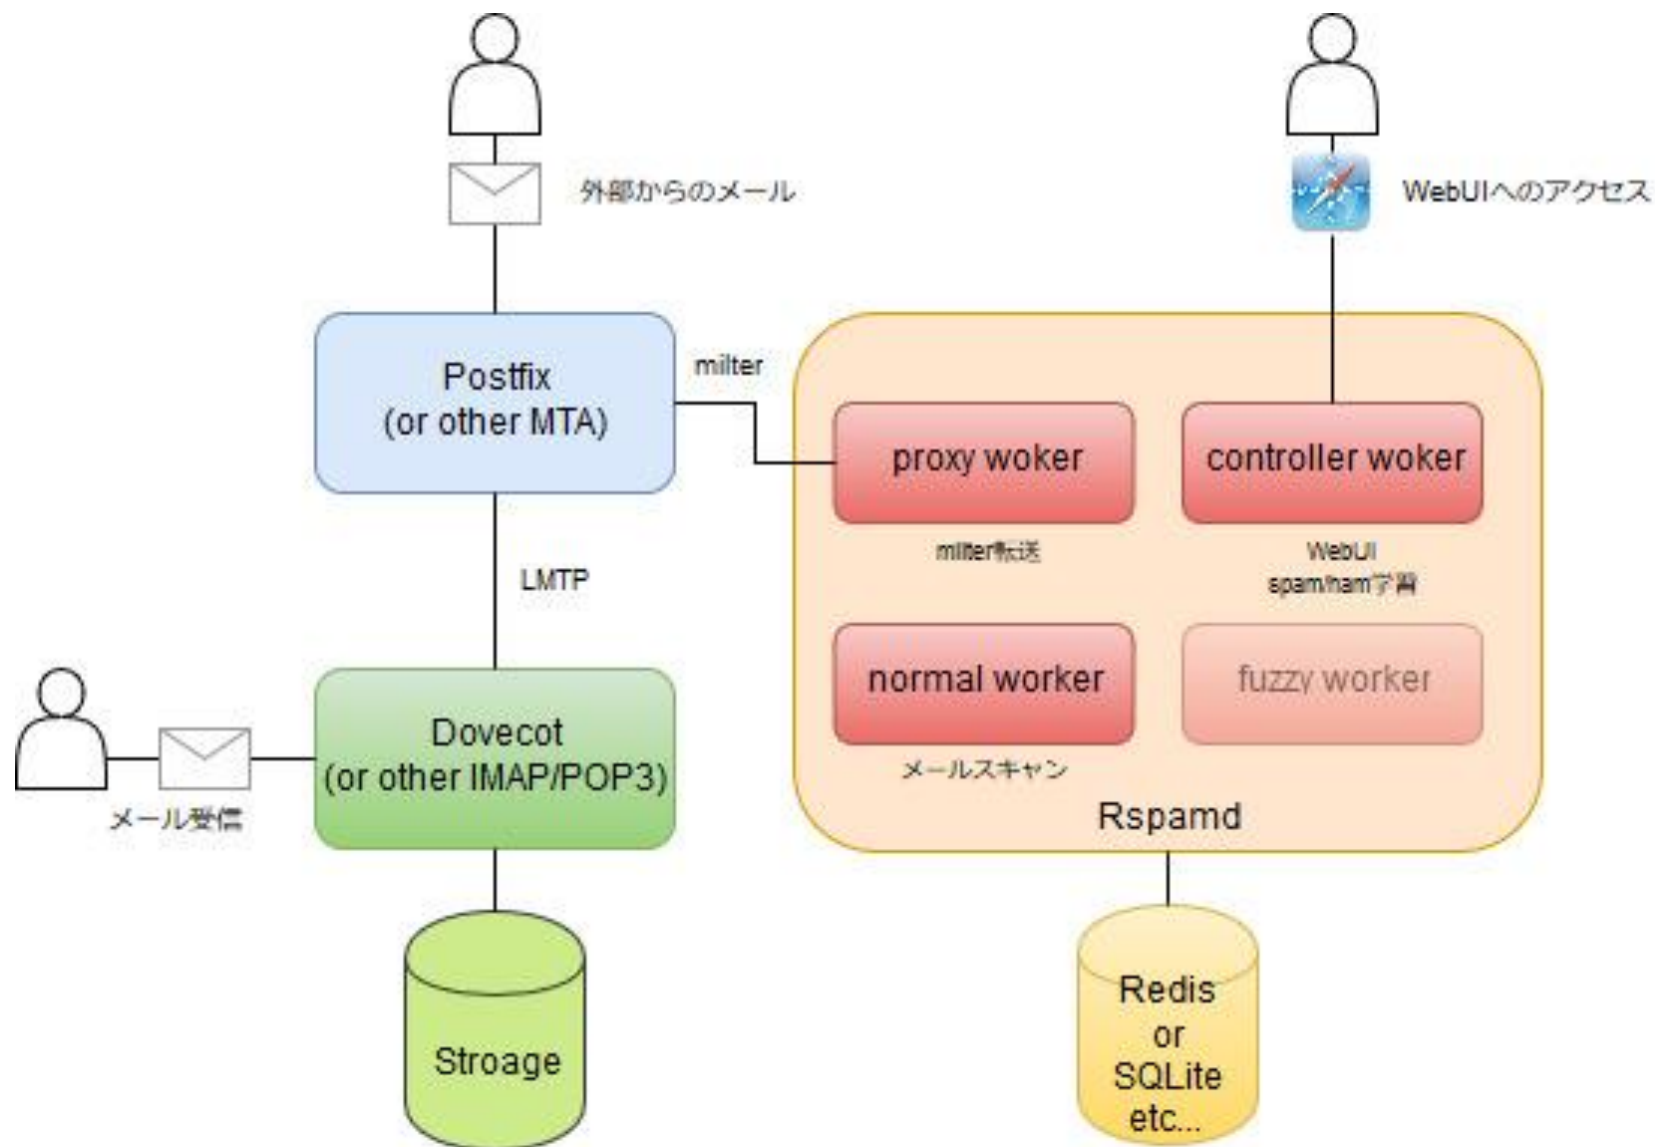 外部からのメール
WebUIへのアクセス
Postfix
(or other MTA)
milter
proxy woker
controller woker
milter転送
WebUI
spam/ham学習
LMTP
normal worker
fuzzy worker
メールスキャン
Rspamd
Dovecot
(or other IMAP/POP3)
メール受信
Stroage
Redis
or
SQLite
etc...